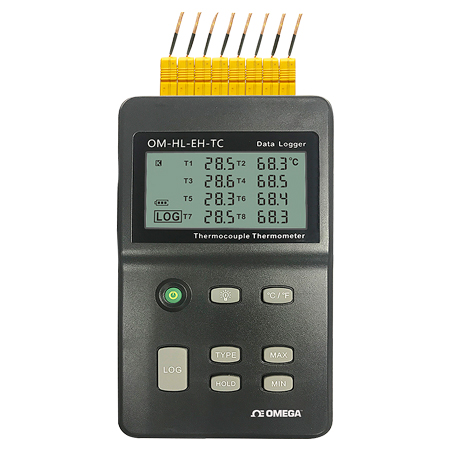 OM-HL-EH-TC Data Logger
K T1 28.5 T2 68.3 °C
T3 28.6 T4 68.5
T5 28.3 T6 68.4
LOG T7 28.5 T8 68.3
Thermocouple Thermometer
°C / °F
LOG TYPE MAX
HOLD MIN
OMEGA